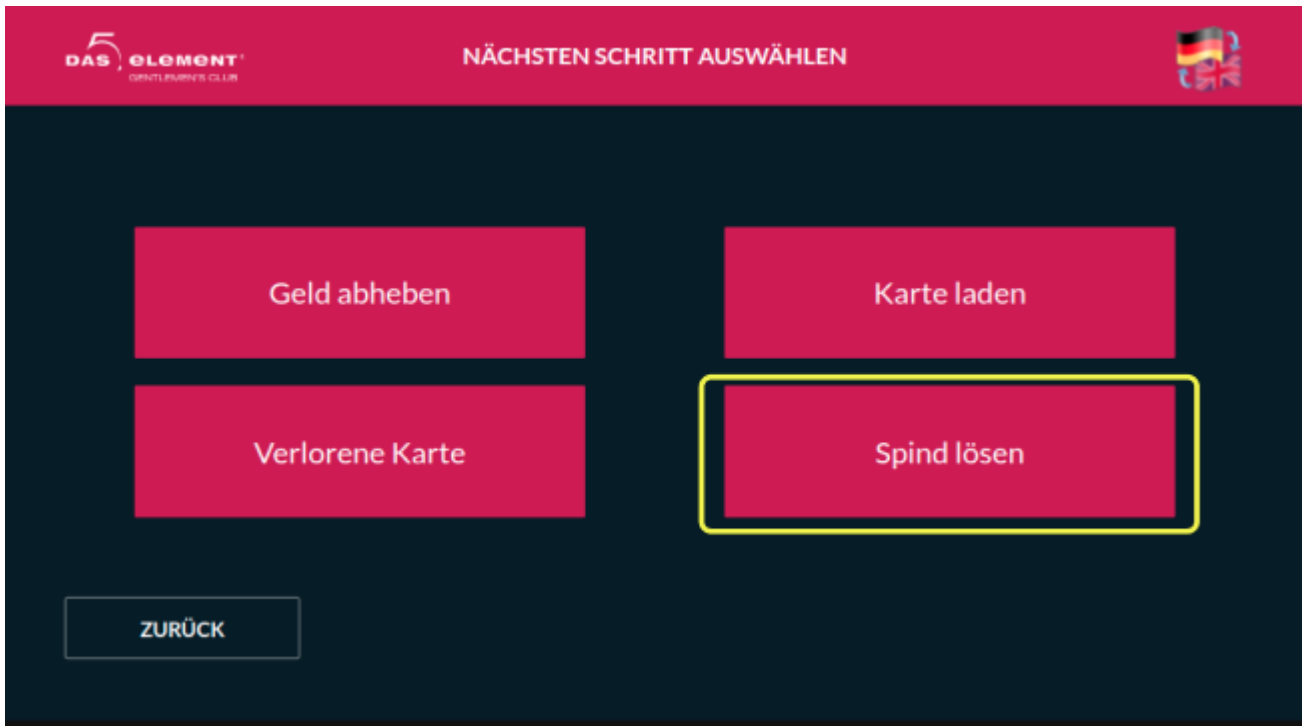 DAS 5 ELEMENT
GENTLEMEN'S CLUB
NÄCHSTEN SCHRITT AUSWÄHLEN
Geld abheben
Karte laden
Verlorene Karte
Spind lösen
ZURÜCK